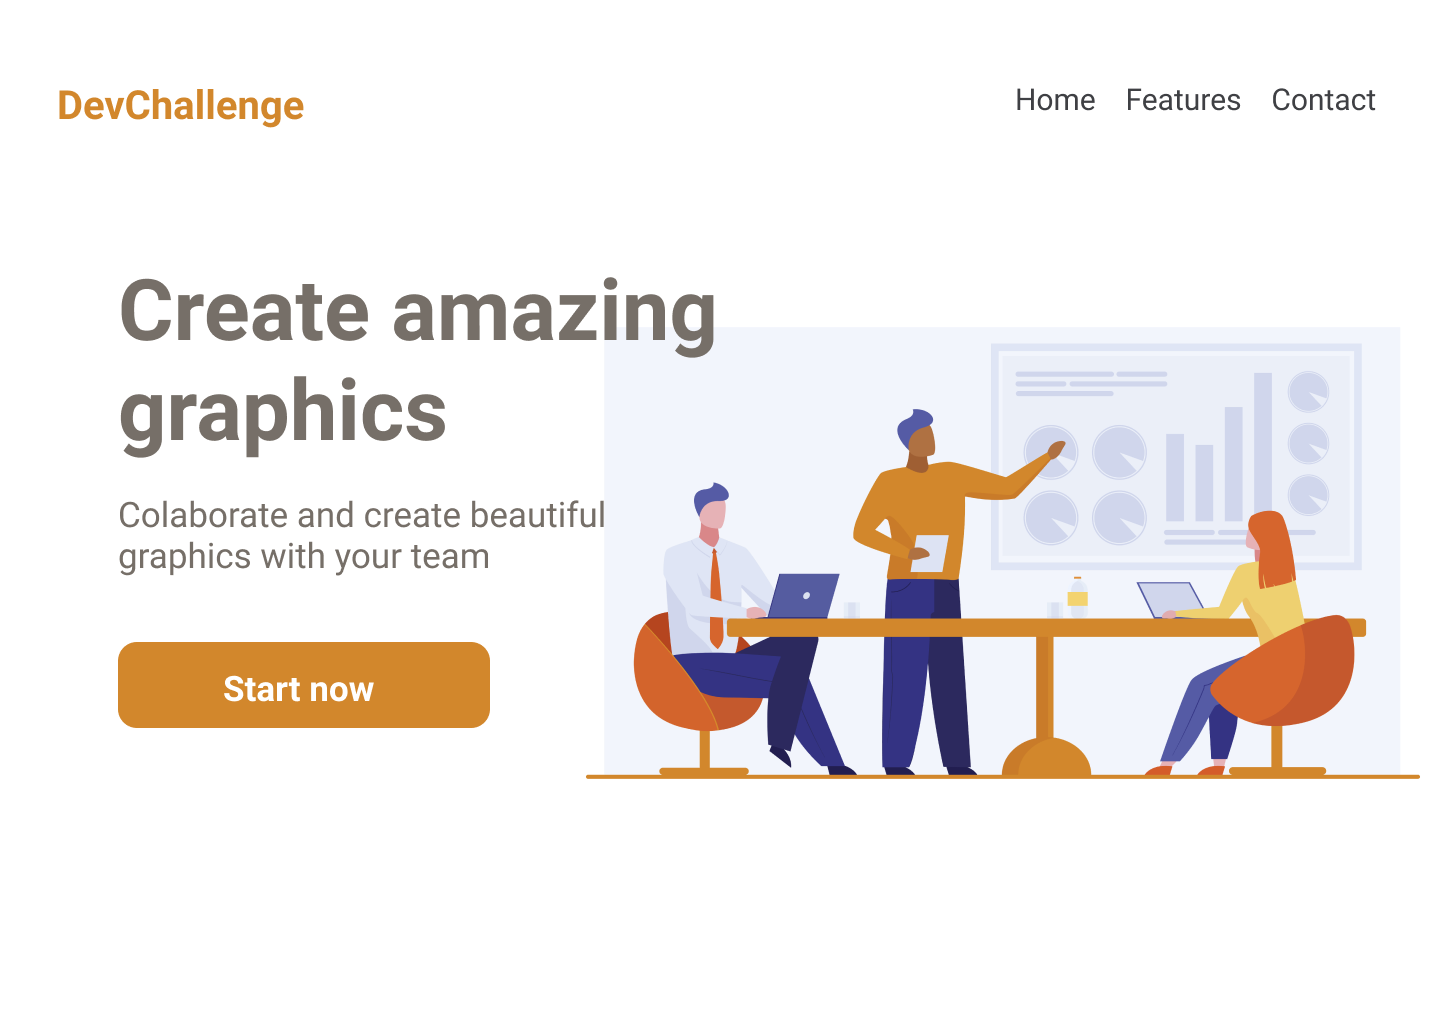 DevChallenge
Home Features Contact
Create amazing
graphics
Colaborate and create beautiful
graphics with your team
Start now